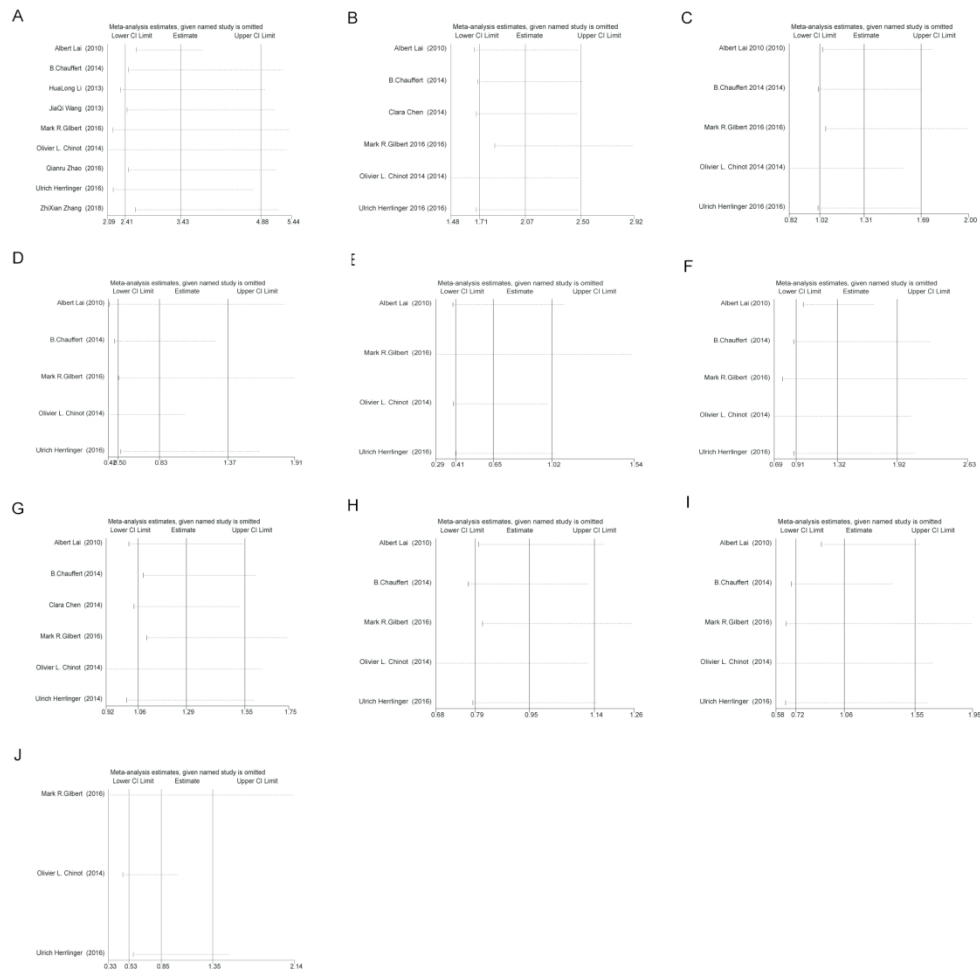 A
Meta-analysis estimates, given named study is omitted
Lower CI Limit Estimate Upper CI Limit
Albert Lai (2010)
B.Chauffert (2014)
HuaLong Li (2013)
JiaQi Wang (2013)
Mark R.Gilbert (2016)
Olivier L. Chinot (2014)
Qianru Zhao (2016)
Ulrich Herrlinger (2016)
ZhiXian Zhang (2018)
2.09 2.41 3.43 4.88 5.44
B
Meta-analysis estimates, given named study is omitted
Lower CI Limit Estimate Upper CI Limit
Albert Lai (2010)
B.Chauffert (2014)
Clara Chen (2014)
Mark R.Gilbert 2016 (2016)
Olivier L. Chinot 2014 (2014)
Ulrich Herrlinger 2016 (2016)
1.48 1.71 2.07 2.50 2.92
C
Meta-analysis estimates, given named study is omitted
Lower CI Limit Estimate Upper CI Limit
Albert Lai 2010 (2010)
B.Chauffert 2014 (2014)
Mark R.Gilbert 2016 (2016)
Olivier L. Chinot 2014 (2014)
Ulrich Herrlinger 2016 (2016)
0.82 1.02 1.31 1.69 2.00
D
Meta-analysis estimates, given named study is omitted
Lower CI Limit Estimate Upper CI Limit
Albert Lai (2010)
B.Chauffert (2014)
Mark R.Gilbert (2016)
Olivier L. Chinot (2014)
Ulrich Herrlinger (2016)
0.50 0.83 1.37 1.91
E
Meta-analysis estimates, given named study is omitted
Lower CI Limit Estimate Upper CI Limit
Albert Lai (2010)
Mark R.Gilbert (2016)
Olivier L. Chinot (2014)
Ulrich Herrlinger (2016)
0.29 0.41 0.65 1.02 1.54
F
Meta-analysis estimates, given named study is omitted
Lower CI Limit Estimate Upper CI Limit
Albert Lai (2010)
B.Chauffert (2014)
Mark R.Gilbert (2016)
Olivier L. Chinot (2014)
Ulrich Herrlinger (2016)
0.69 0.91 1.32 1.92 2.63
G
Meta-analysis estimates, given named study is omitted
Lower CI Limit Estimate Upper CI Limit
Albert Lai (2010)
B.Chauffert (2014)
Clara Chen (2014)
Mark R.Gilbert (2016)
Olivier L. Chinot (2014)
Ulrich Herrlinger (2014)
0.92 1.06 1.29 1.55 1.75
H
Meta-analysis estimates, given named study is omitted
Lower CI Limit Estimate Upper CI Limit
Albert Lai (2010)
B.Chauffert (2014)
Mark R.Gilbert (2016)
Olivier L. Chinot (2014)
Ulrich Herrlinger (2016)
0.68 0.79 0.95 1.14 1.26
I
Meta-analysis estimates, given named study is omitted
Lower CI Limit Estimate Upper CI Limit
Albert Lai (2010)
B.Chauffert (2014)
Mark R.Gilbert (2016)
Olivier L. Chinot (2014)
Ulrich Herrlinger (2016)
0.58 0.72 1.06 1.55 1.95
J
Meta-analysis estimates, given named study is omitted
Lower CI Limit Estimate Upper CI Limit
Mark R.Gilbert (2016)
Olivier L. Chinot (2014)
Ulrich Herrlinger (2016)
0.33 0.53 0.85 1.35 2.14